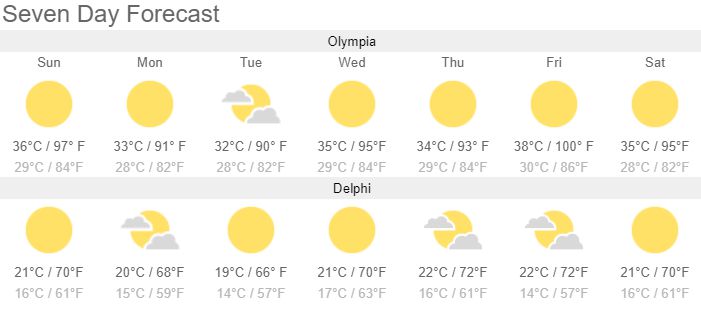 Seven Day Forecast
Olympia
Sun Mon Tue Wed Thu Fri Sat
36°C / 97° F 33°C / 91° F 32°C / 90° F 35°C / 95°F 34°C / 93° F 38°C / 100° F 35°C / 95°F
29°C / 84°F 28°C / 82°F 28°C / 82°F 29°C / 84°F 29°C / 84°F 30°C / 86°F 28°C / 82°F
Delphi
21°C / 70°F 20°C / 68°F 19°C / 66° F 21°C / 70°F 22°C / 72°F 22°C / 72°F 21°C / 70°F
16°C / 61°F 15°C / 59°F 14°C / 57°F 17°C / 63°F 16°C / 61°F 14°C / 57°F 16°C / 61°F